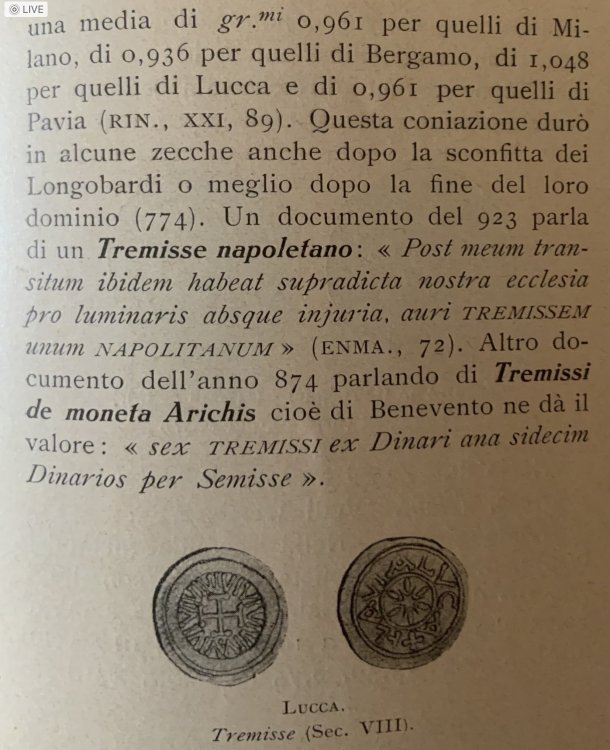 LIVE
una media di gr.mi 0,961 per quelli di Mi-
lano, di 0,936 per quelli di Bergamo, di 1,048
per quelli di Lucca e di 0,961 per quelli di
Pavia (RIN., XXI, 89). Questa coniazione durò
in alcune zecche anche dopo la sconfitta dei
Longobardi o meglio dopo la fine del loro
dominio (774). Un documento del 923 parla
di un Tremisse napoletano: « Post meum tran-
situm ibidem habeat supradicta nostra ecclesia
pro luminaris absque injuria, auri TREMISSEM
unum NAPOLITANUM » (ENMA., 72). Altro do-
cumento dell'anno 874 parlando di Tremissi
de moneta Arichis cioè di Benevento ne dà il
valore: « sex TREMISSI ex Dinari ana sidecim
Dinarios per Semisse ».
LUCCA.
Tremisse (Sec. VIII).